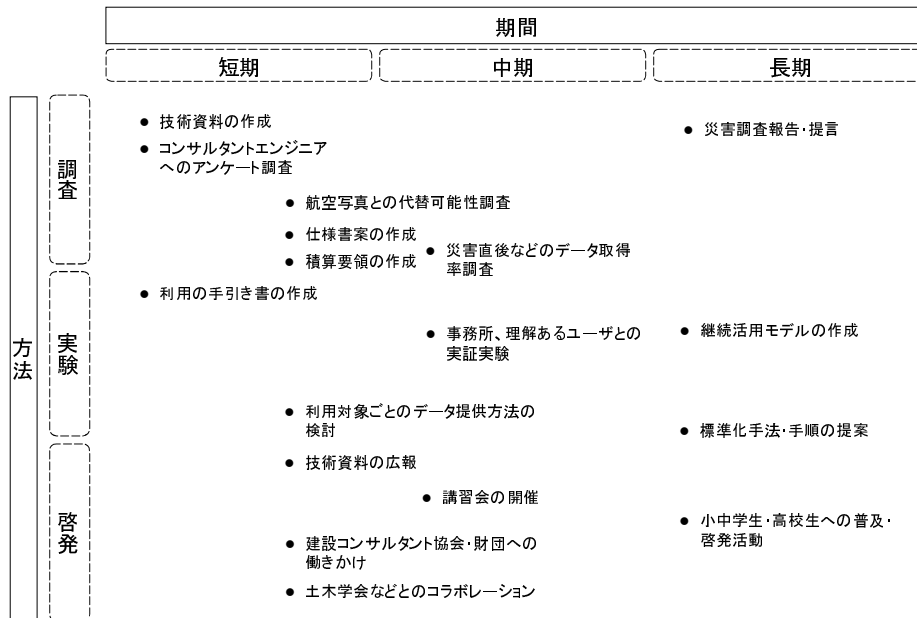 期間
短期
中期
長期
方法
調査
実験
啓発
● 技術資料の作成
● コンサルタントエンジニア
へのアンケート調査
● 災害調査報告・提言
● 航空写真との代替可能性調査
● 仕様書案の作成
● 積算要領の作成
● 災害直後などのデータ取得
率調査
● 利用の手引き書の作成
● 事務所、理解あるユーザとの
実証実験
● 継続活用モデルの作成
● 利用対象ごとのデータ提供方法の
検討
● 標準化手法・手順の提案
● 技術資料の広報
● 講習会の開催
● 小中学生・高校生への普及・
啓発活動
● 建設コンサルタント協会・財団への
働きかけ
● 土木学会などとのコラボレーション